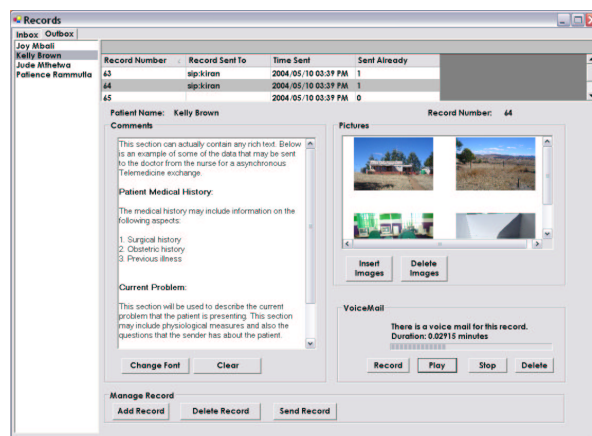 Records
Inbox Outbox
Joy Mbali
Kelly Brown
Jude Mthetwa
Patience Rammutla
Record Number Record Sent To Time Sent Sent Already
63 sip:kiran 2004/05/10 03:39 PM 1
64 sip:kiran 2004/05/10 03:39 PM 1
65 2004/05/10 03:39 PM 0
Patient Name: Kelly Brown Record Number: 64
Comments
This section can actually contain any rich text. Below
is an example of some of the data that may be sent
to the doctor from the nurse for a asynchronous
Telemedicine exchange.
Patient Medical History:
The medical history may include information on the
following aspects:
1. Surgical history
2. Obstetric history
3. Previous illness
Current Problem:
This section will be used to describe the current
problem that the patient is presenting. This section
may include physiological measures and also the
questions that the sender has about the patient.
Change Font Clear
Pictures
Insert Images
Delete Images
VoiceMail
There is a voice mail for this record.
Duration: 0.02915 minutes
Record Play Stop Delete
Manage Record
Add Record Delete Record Send Record